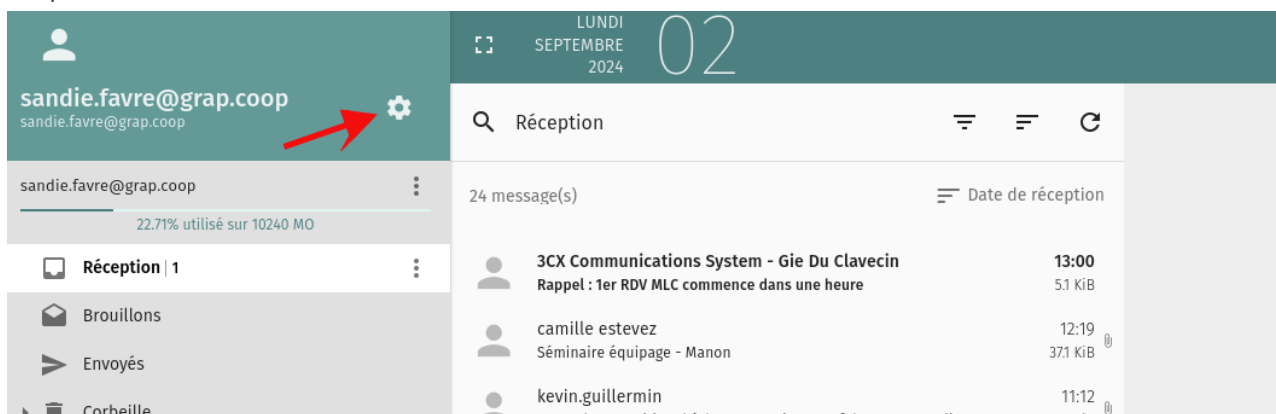 LUNDI
SEPTEMBRE
2024
02
sandie.favre@grap.coop
sandie.favre@grap.coop
Réception
sandie.favre@grap.coop
22.71% utilisé sur 10240 MO
24 message(s)
Date de réception
Réception | 1
Brouillons
Envoyés
Corbeille
3CX Communications System - Gie Du Clavecin
13:00
Rappel : 1er RDV MLC commence dans une heure
5.1 KiB
camille estevez
12:19
Séminaire équipage - Manon
37.1 KiB
kevin.guillermin
11:12